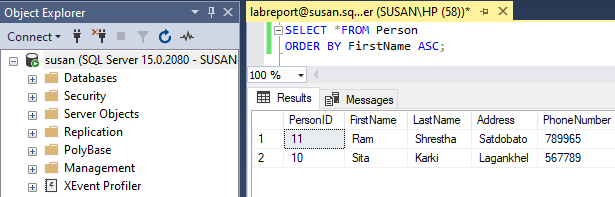 Object Explorer
Connect
susan (SQL Server 15.0.2080 - SUSAN
Databases
Security
Server Objects
Replication
PolyBase
Management
XEvent Profiler
labreport@susan.sq...er (SUSAN\HP (58))*
SELECT *FROM Person
ORDER BY FirstName ASC;
100 %
Results Messages
PersonID FirstName LastName Address PhoneNumber
1 11 Ram Shrestha Satdobato 789965
2 10 Sita Karki Lagankhel 567789